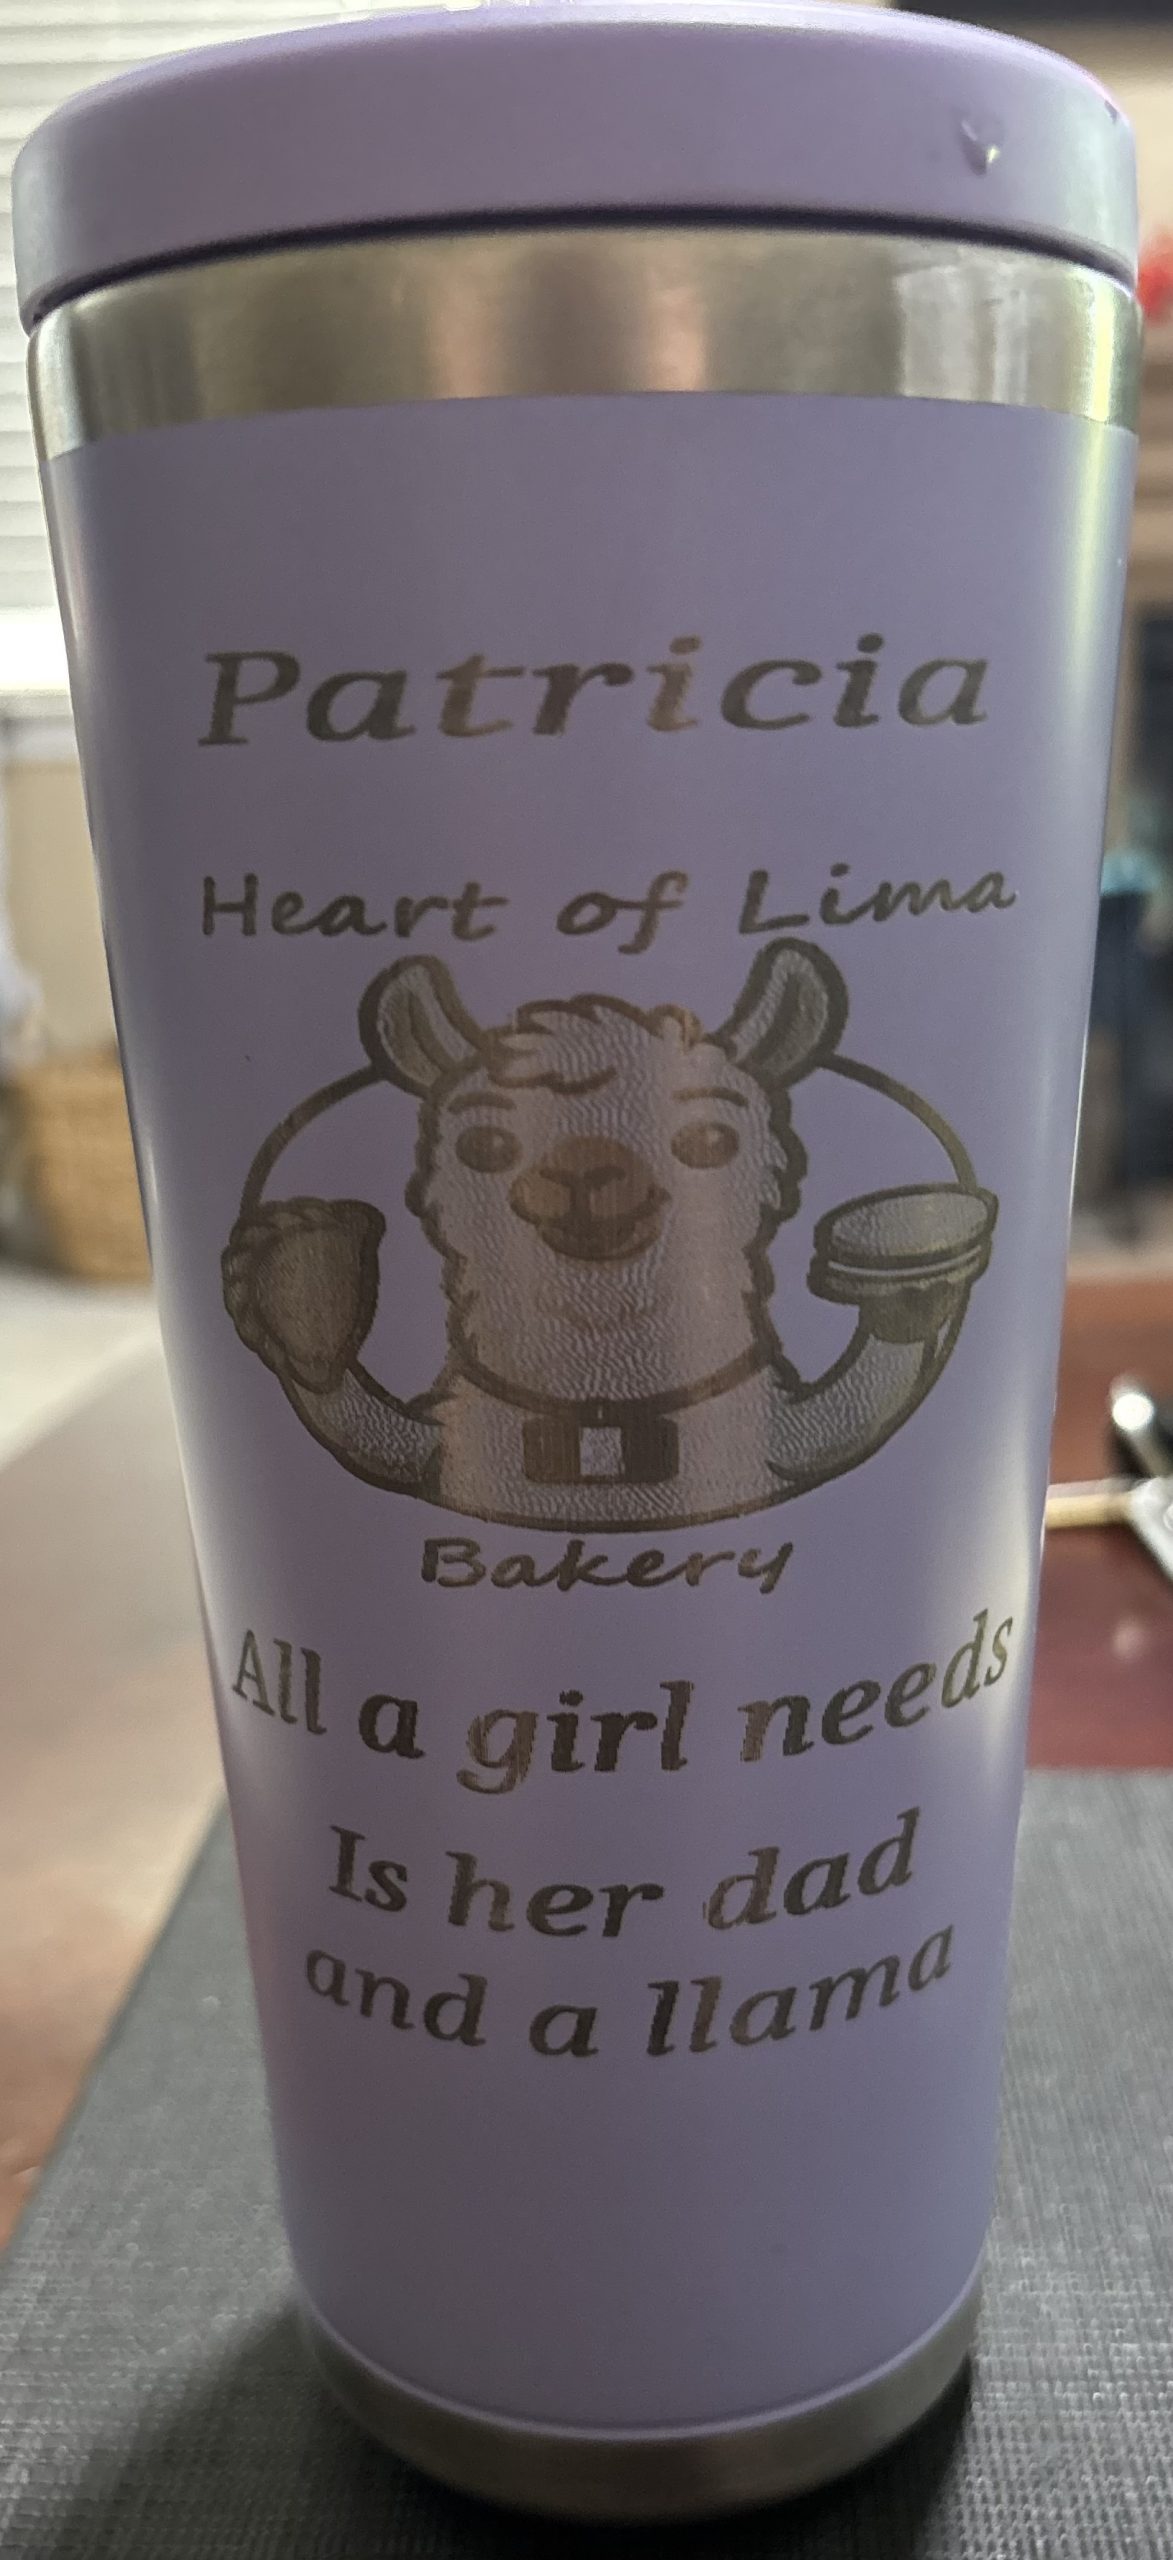 Patricia
Heart of Lima
Bakery
All a girl needs
Is her dad
and a llama